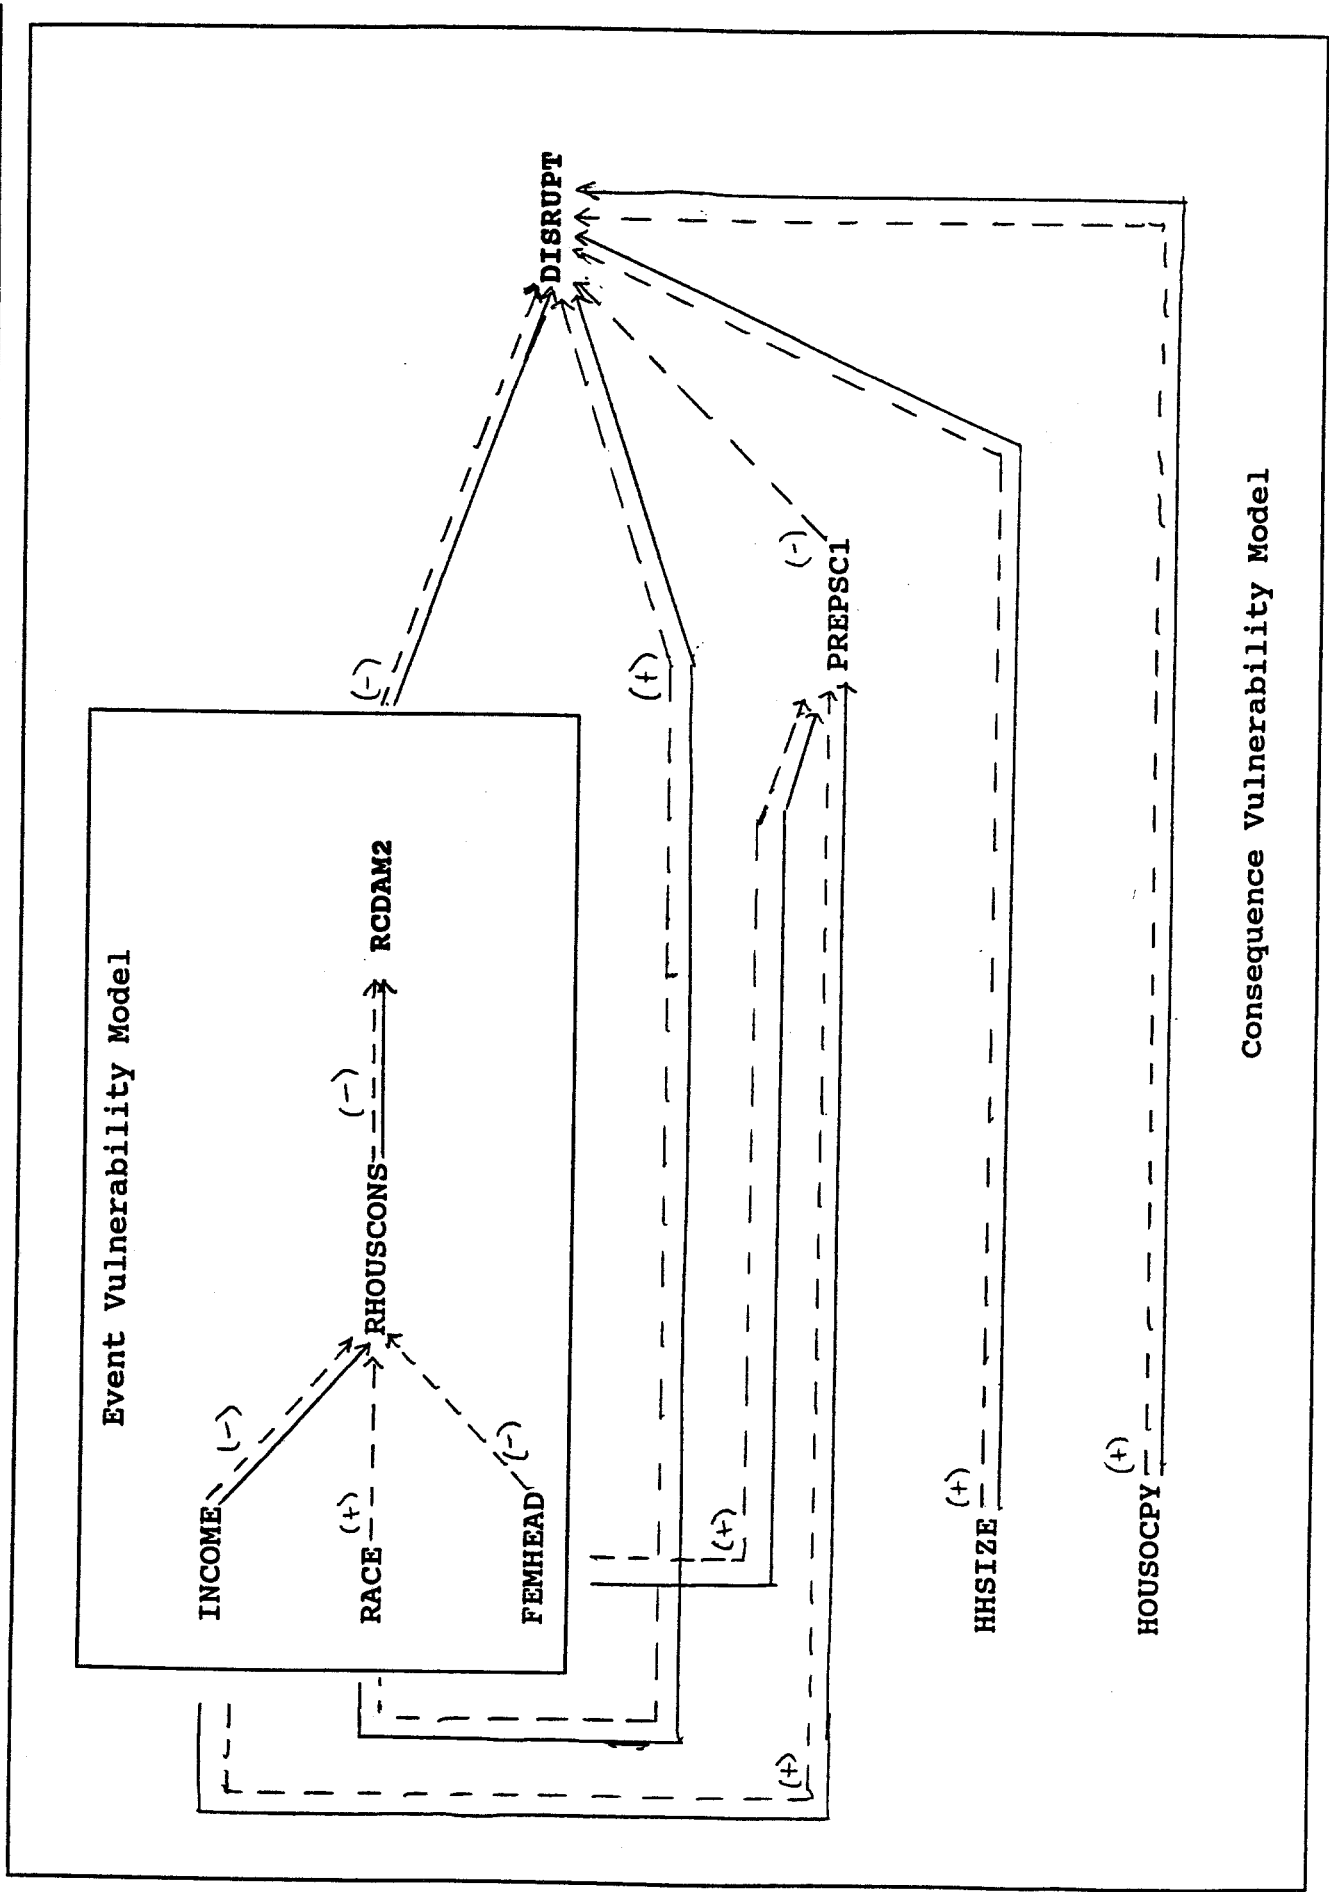 Event Vulnerability Model
INCOME
(-)
RACE
(+)
RHOUSCONS
(-)
RCDAM2
FEMHEAD
(-)
(-)
DISRUPT
(+)
(+)
(+)
PREPSC1
(-)
HHSIZE
(+)
HOUSOCPY
(+)
Consequence Vulnerability Model